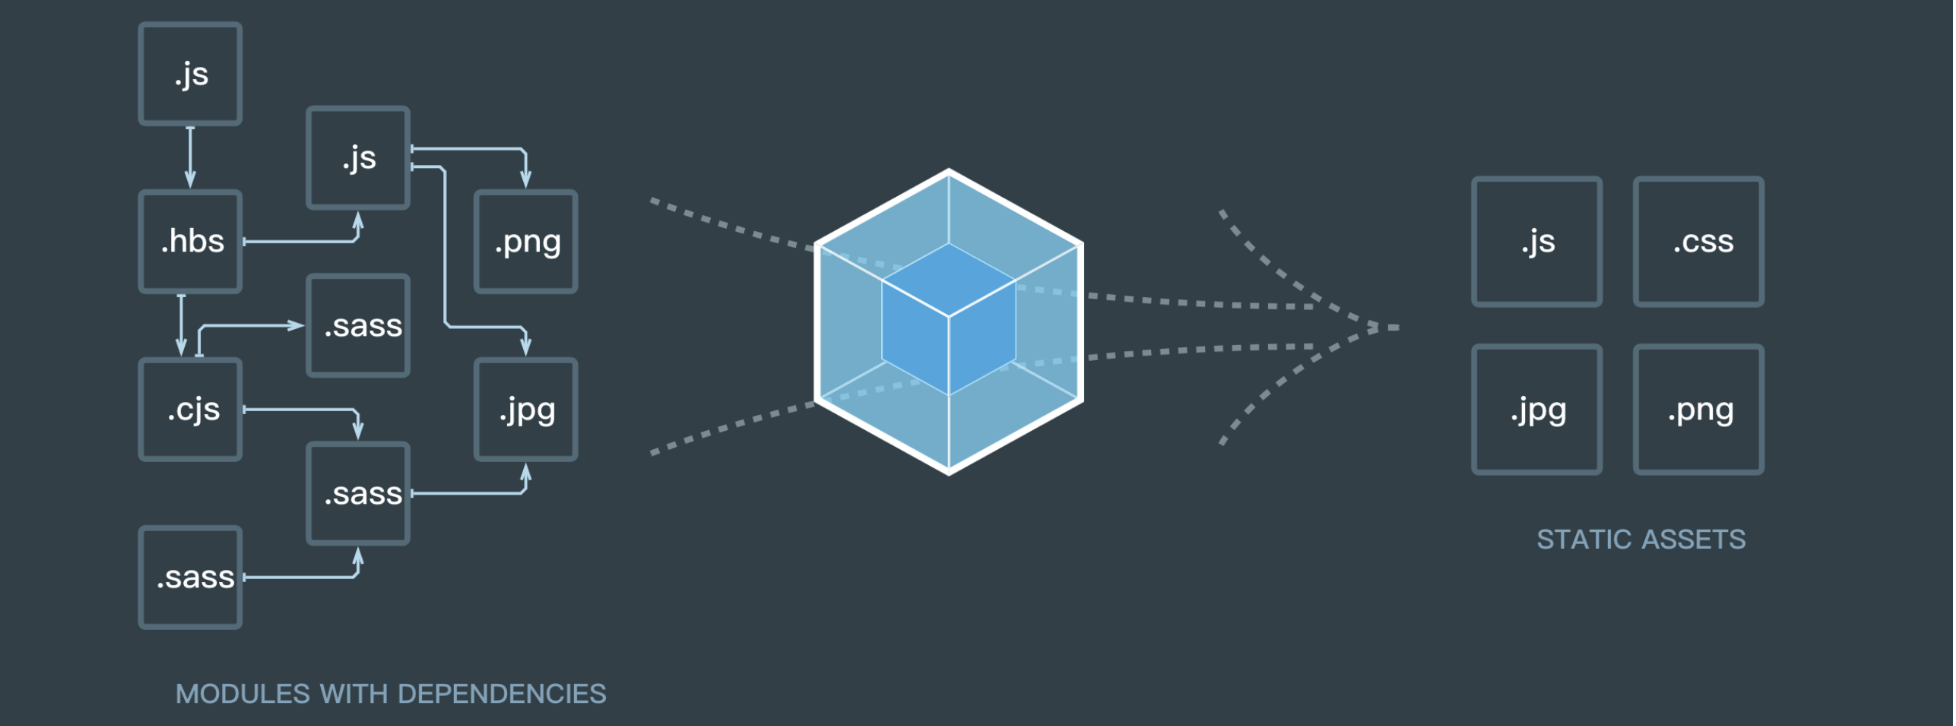 .js
.js
.hbs
.png
.sass
.cjs
.jpg
.sass
.sass
MODULES WITH DEPENDENCIES
.js
.css
.jpg
.png
STATIC ASSETS